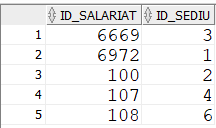 ID_SALARIAT ID_SEDIU
1 6669 3
2 6972 1
3 100 2
4 107 4
5 108 6